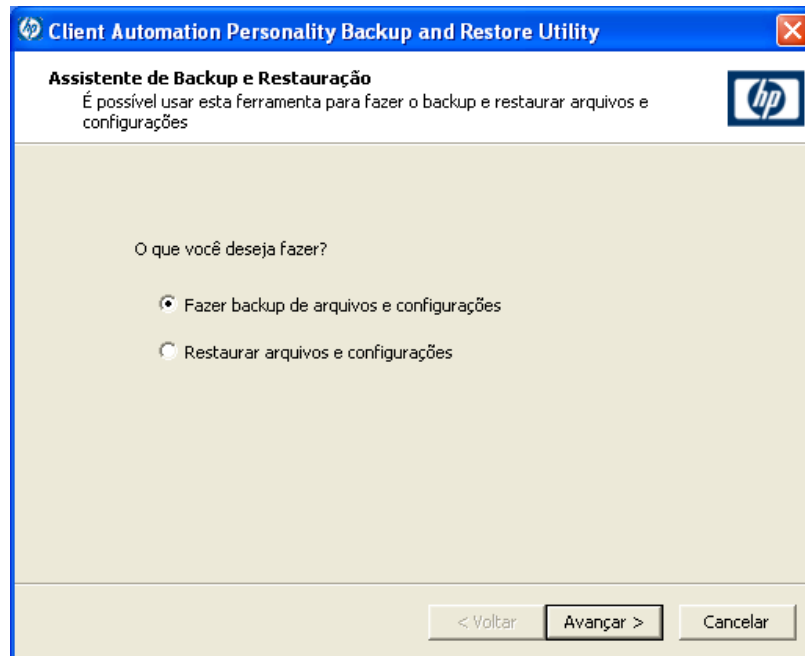 Client Automation Personality Backup and Restore Utility
Assistente de Backup e Restauração
É possível usar esta ferramenta para fazer o backup e restaurar arquivos e
configurações
hp
O que você deseja fazer?
Fazer backup de arquivos e configurações
Restaurar arquivos e configurações
< Voltar
Avançar >
Cancelar